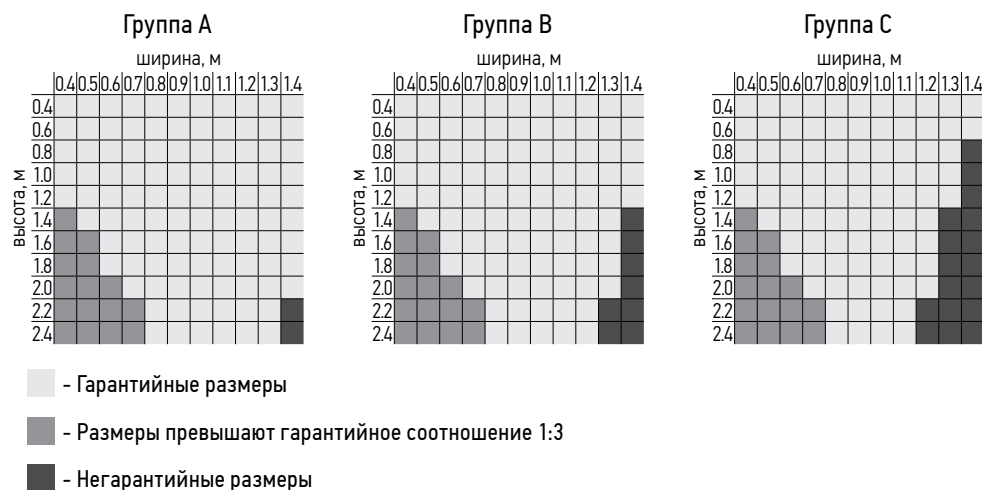 Группа А Группа В Группа С
ширина, м ширина, м ширина, м
0.4 0.5 0.6 0.7 0.8 0.9 1.0 1.1 1.2 1.3 1.4 0.4 0.5 0.6 0.7 0.8 0.9 1.0 1.1 1.2 1.3 1.4 0.4 0.5 0.6 0.7 0.8 0.9 1.0 1.1 1.2 1.3 1.4
высота, м высота, м высота, м
0.4 0.4 0.4
0.6 0.6 0.6
0.8 0.8 0.8
1.0 1.0 1.0
1.2 1.2 1.2
1.4 1.4 1.4
1.6 1.6 1.6
1.8 1.8 1.8
2.0 2.0 2.0
2.2 2.2 2.2
2.4 2.4 2.4
- Гарантийные размеры
- Размеры превышают гарантийное соотношение 1:3
- Негарантийные размеры